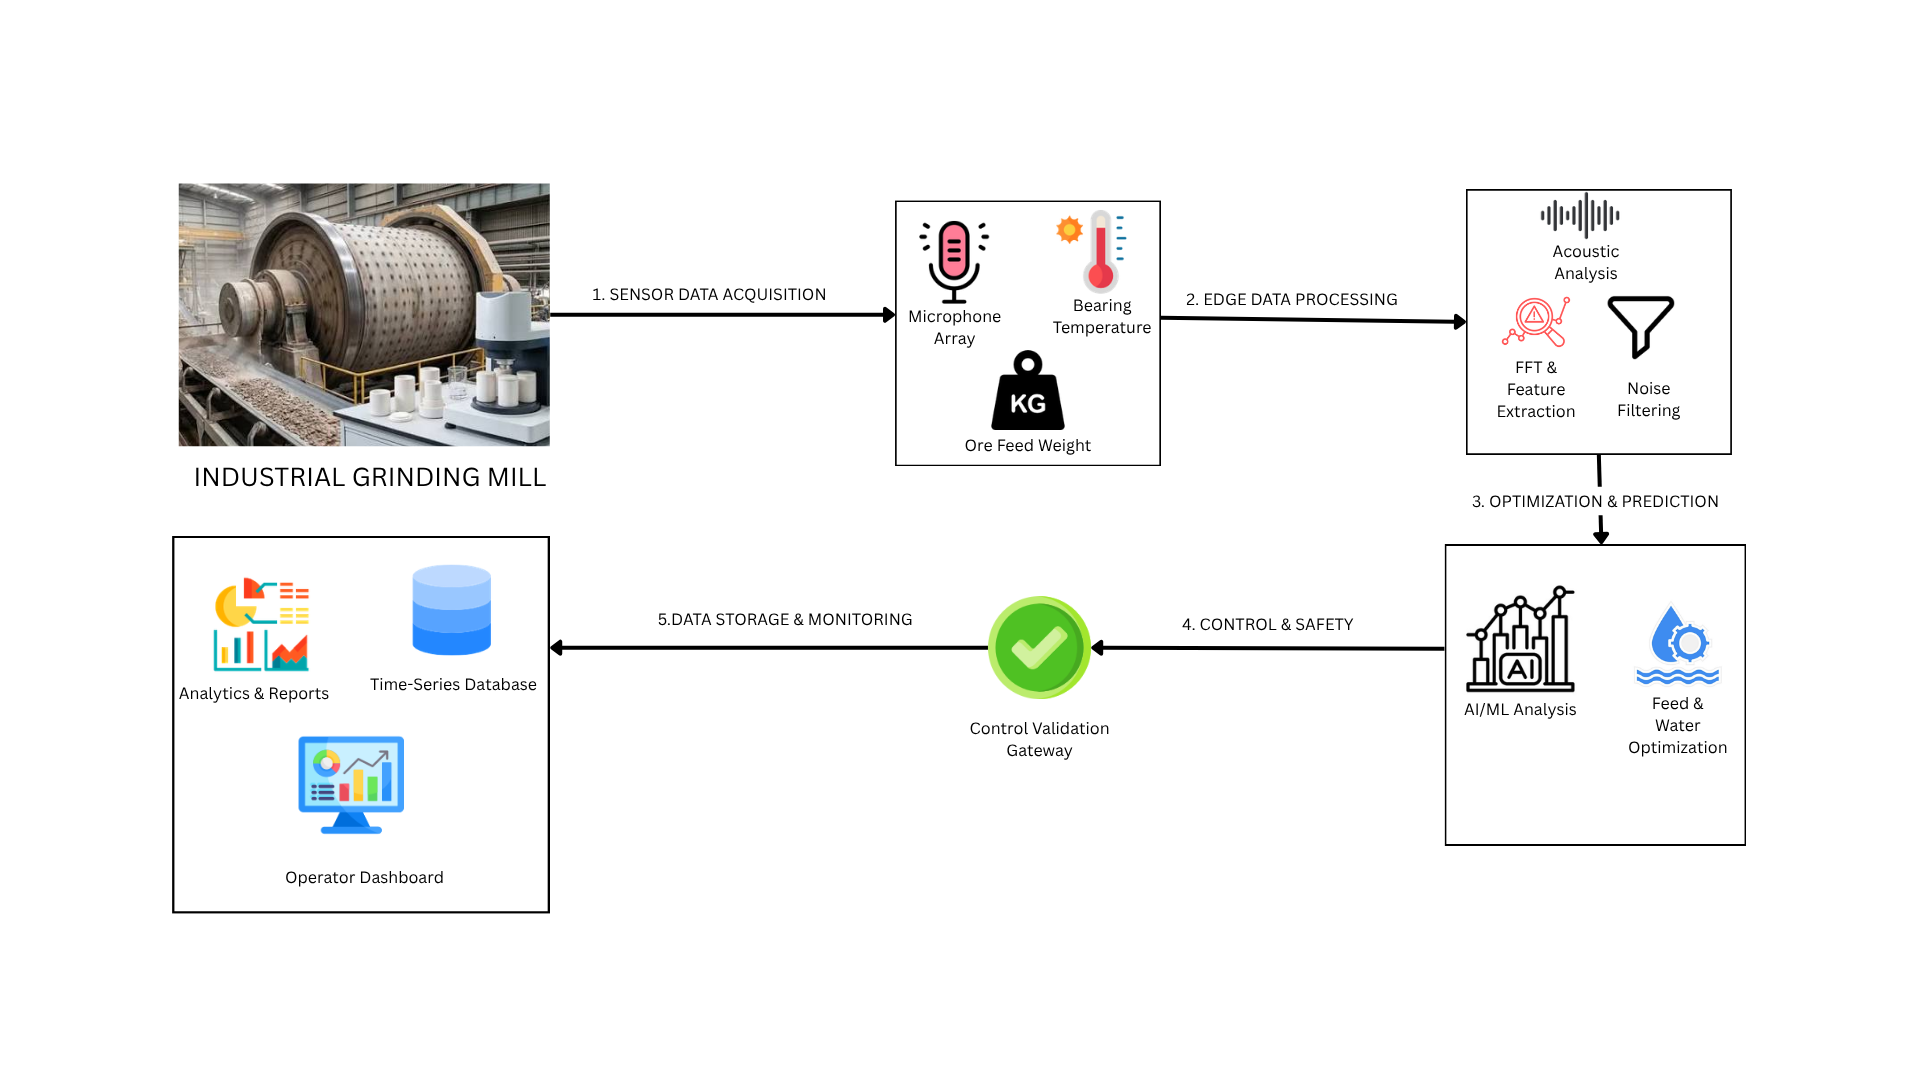 1. SENSOR DATA ACQUISITION
Microphone
Array
Bearing
Temperature
KG
Ore Feed Weight
2. EDGE DATA PROCESSING
Acoustic
Analysis
FFT &
Feature
Extraction
Noise
Filtering
INDUSTRIAL GRINDING MILL
3. OPTIMIZATION & PREDICTION
AI
AI/ML Analysis
Feed &
Water
Optimization
4. CONTROL & SAFETY
Control Validation
Gateway
5.DATA STORAGE & MONITORING
Analytics & Reports
Time-Series Database
Operator Dashboard